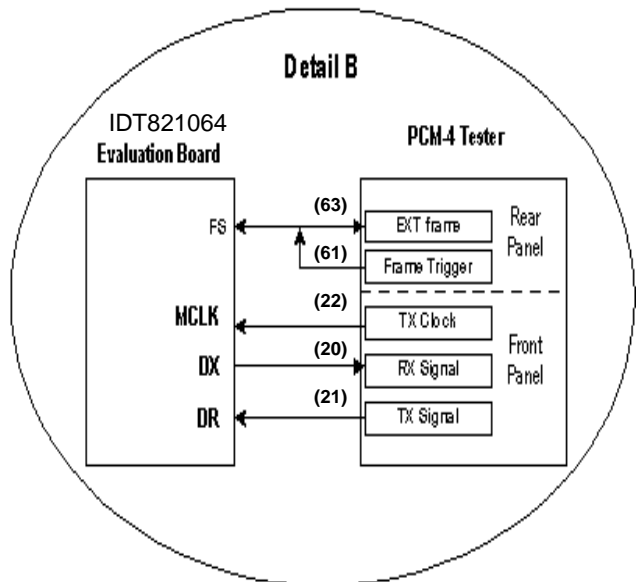 Detail B
IDT821064
Evaluation Board
PCM-4 Tester
FS
(63)
EXT frame
Rear
Panel
(61)
Frame Trigger
MCLK
(22)
TX Clock
DX
(20)
RX Signal
Front
Panel
DR
(21)
TX Signal